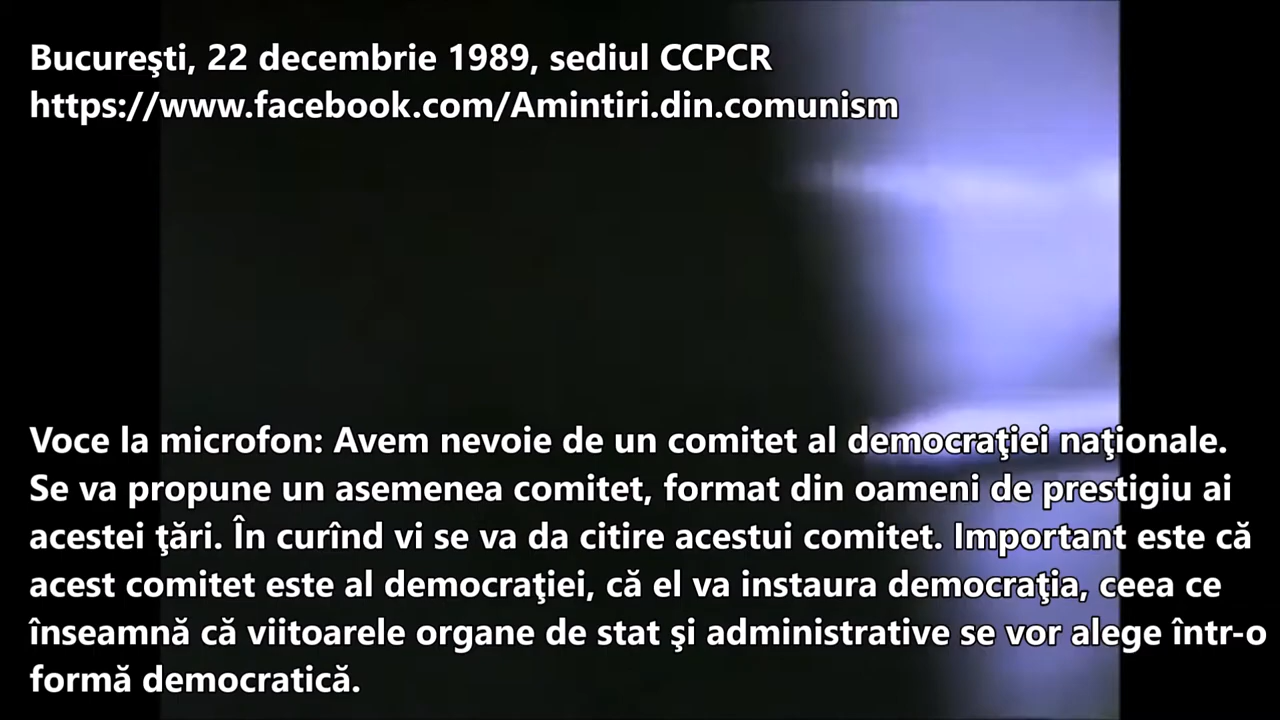 Bucureşti, 22 decembrie 1989, sediul CCPCR
https://www.facebook.com/Amintiri.din.comunism
Voce la microfon: Avem nevoie de un comitet al democraţiei naţionale.
Se va propune un asemenea comitet, format din oameni de prestigiu ai
acestei ţări. În curînd vi se va da citire acestui comitet. Important este că
acest comitet este al democraţiei, că el va instaura democraţia, ceea ce
înseamnă că viitoarele organe de stat şi administrative se vor alege într-o
formă democratică.